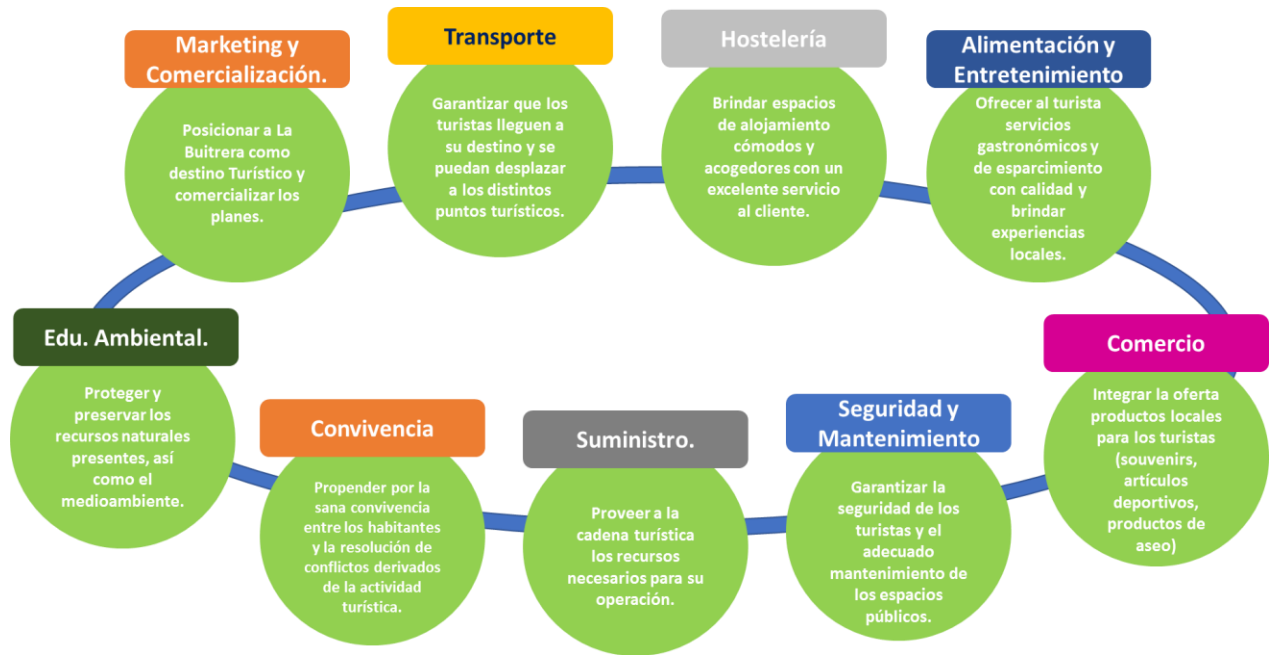 Marketing y
Comercialización.
Posicionar a La
Buitrera como
destino Turístico y
comercializar los
planes.
Transporte
Garantizar que los
turistas lleguen a
su destino y se
puedan desplazar
a los distintos
puntos turísticos.
Hostelería
Brindar espacios
de alojamiento
cómodos y
acogedores con un
excelente servicio
al cliente.
Alimentación y
Entretenimiento
Ofrecer al turista
servicios
gastronómicos y
de esparcimiento
con calidad y
brindar
experiencias
locales.
Edu. Ambiental.
Proteger y
preservar los
recursos naturales
presentes, así
como el
medioambiente.
Convivencia
Propender por la
sana convivencia
entre los habitantes
y la resolución de
conflictos derivados
de la actividad
turística.
Suministro.
Proveer a la
cadena turística
los recursos
necesarios para su
operación.
Seguridad y
Mantenimiento
Garantizar la
seguridad de los
turistas y el
adecuado
mantenimiento de
los espacios
públicos.
Comercio
Integrar la oferta
productos locales
para los turistas
(souvenirs,
artículos
deportivos,
productos de
aseo)